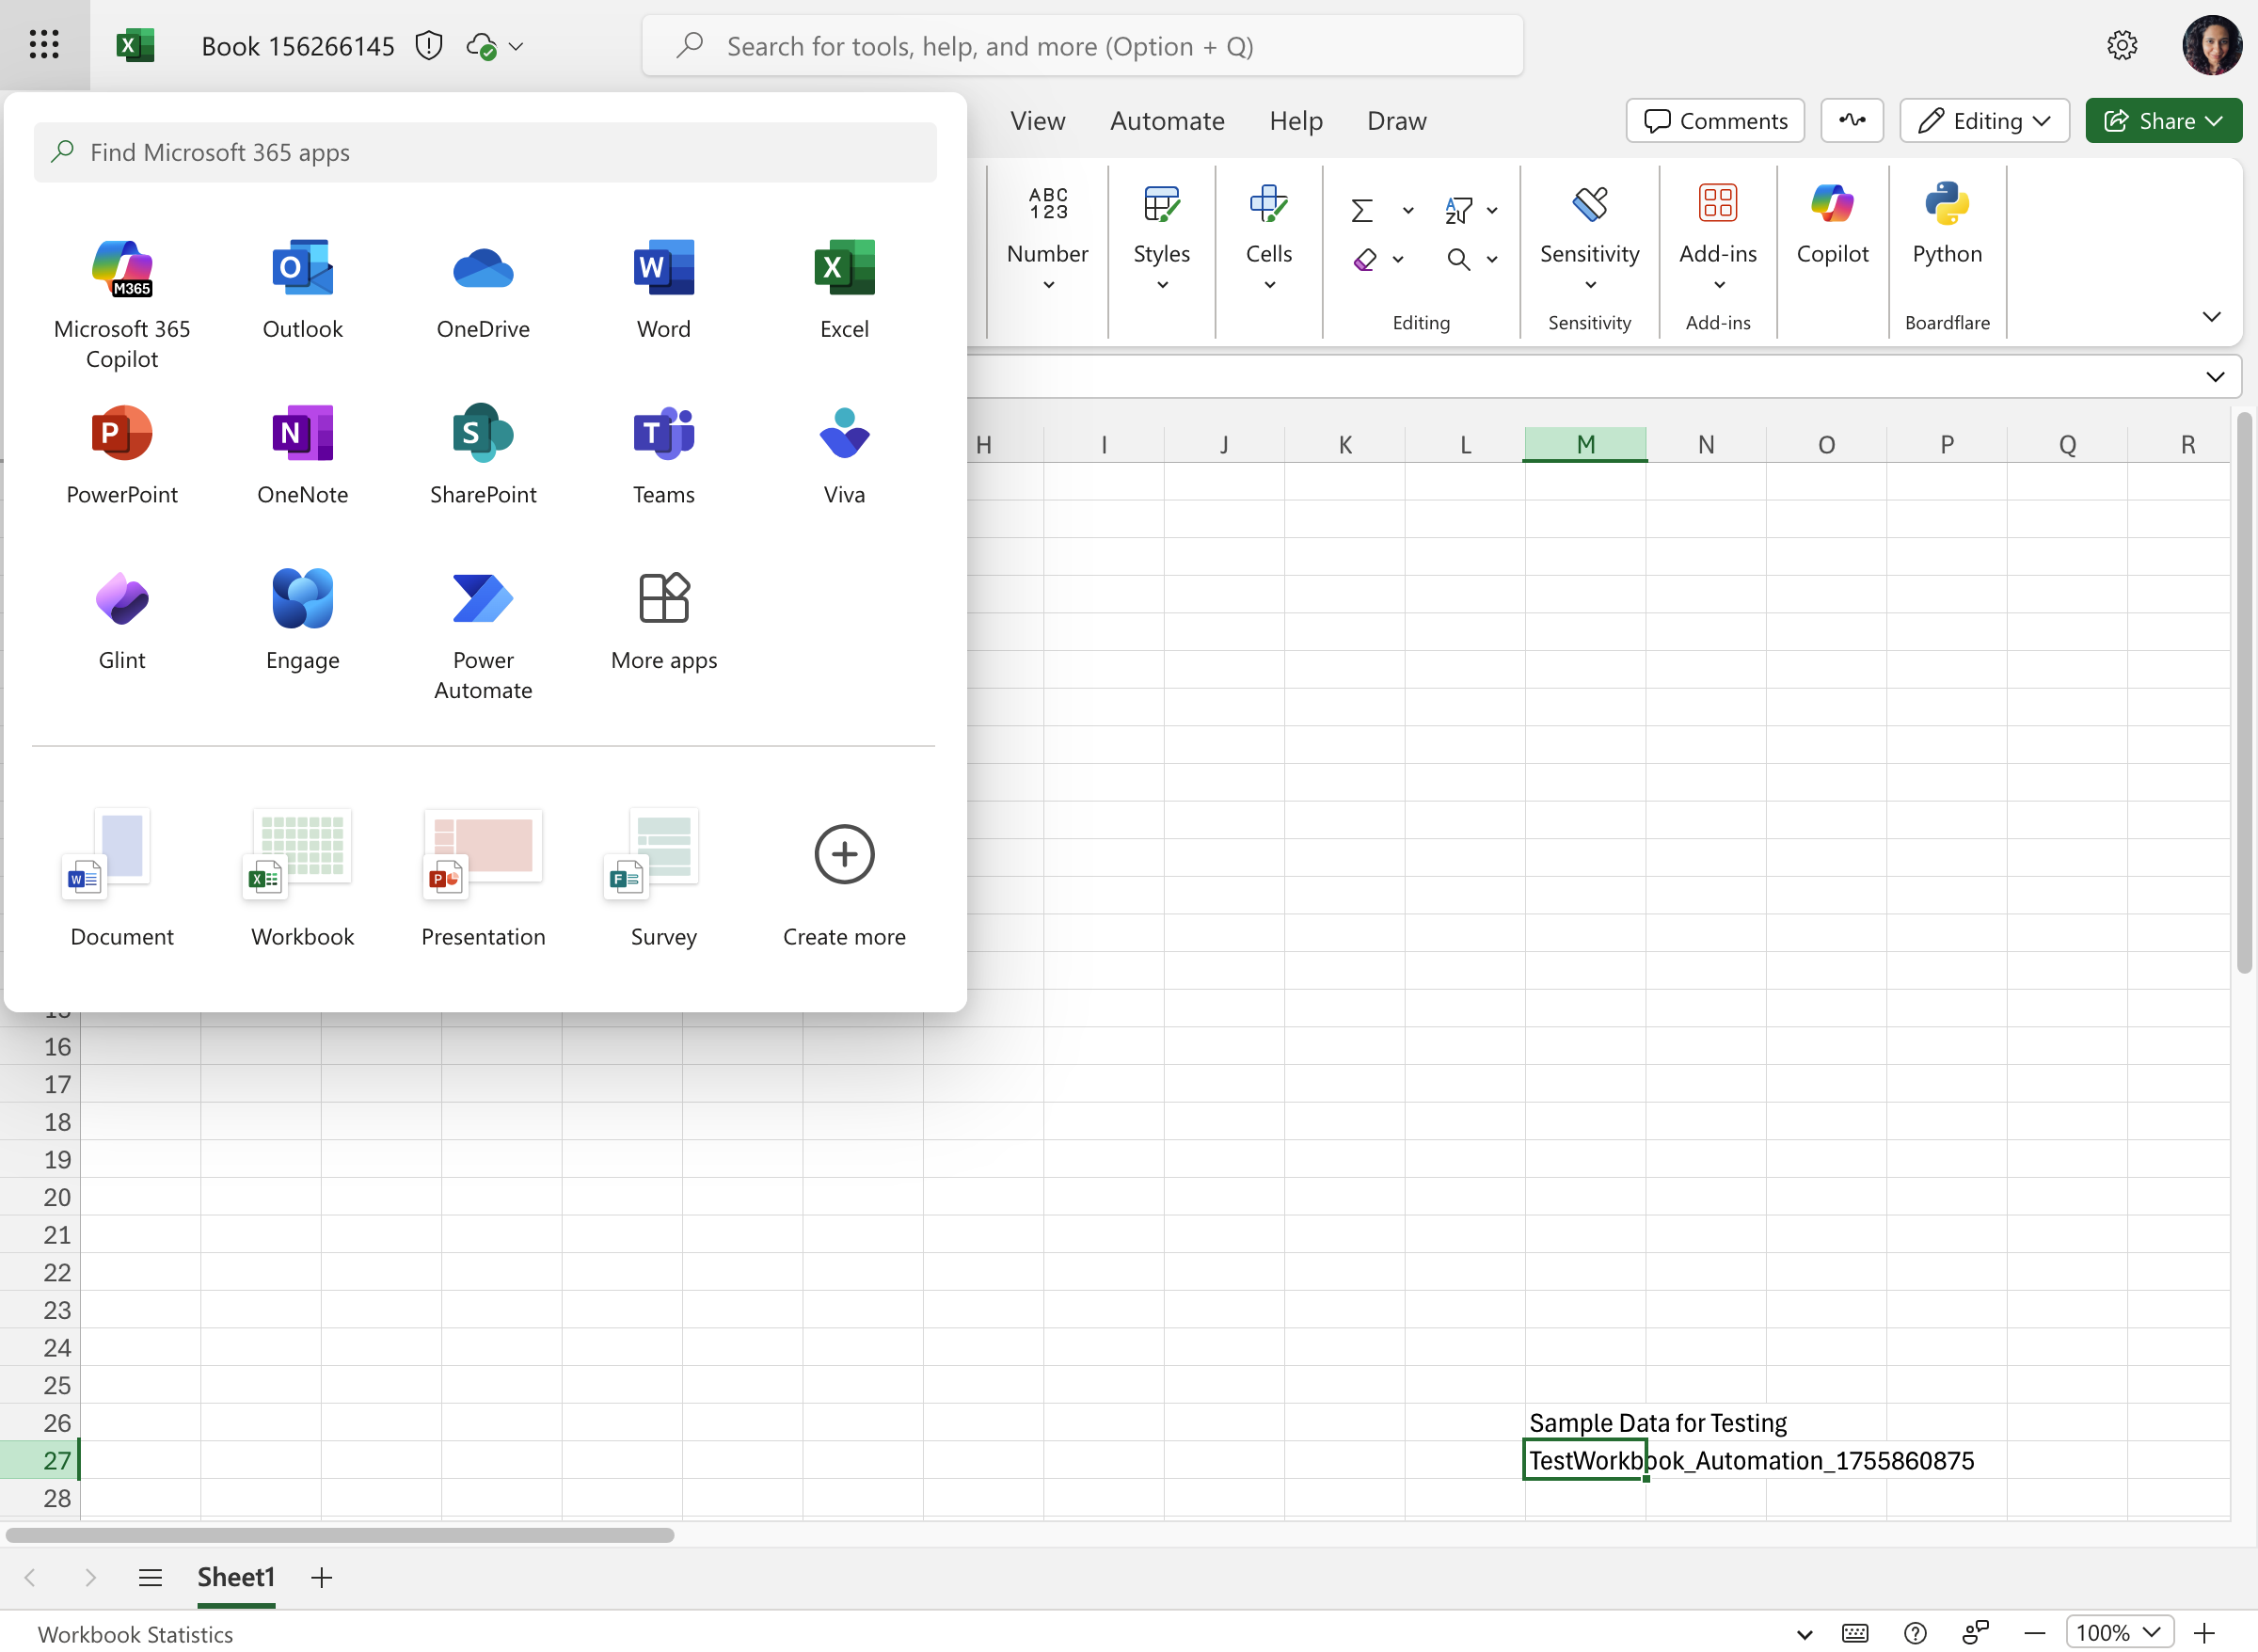 Book 156266145
Search for tools, help, and more (Option + Q)
View Automate Help Draw
Comments Editing Share
Find Microsoft 365 apps
M365
Microsoft 365
Copilot
Outlook
OneDrive
Word
Excel
PowerPoint
OneNote
SharePoint
Teams
Viva
Glint
Engage
Power
Automate
More apps
Document
Workbook
Presentation
Survey
Create more
ABC
123
Number
Styles
Cells
Editing
Sensitivity
Sensitivity
Add-ins
Add-ins
Copilot
Python
Boardflare
H I J K L M N O P Q R
16
17
18
19
20
21
22
23
24
25
26 Sample Data for Testing
27 TestWorkbook_Automation_1755860875
28
Sheet1
Workbook Statistics
100%